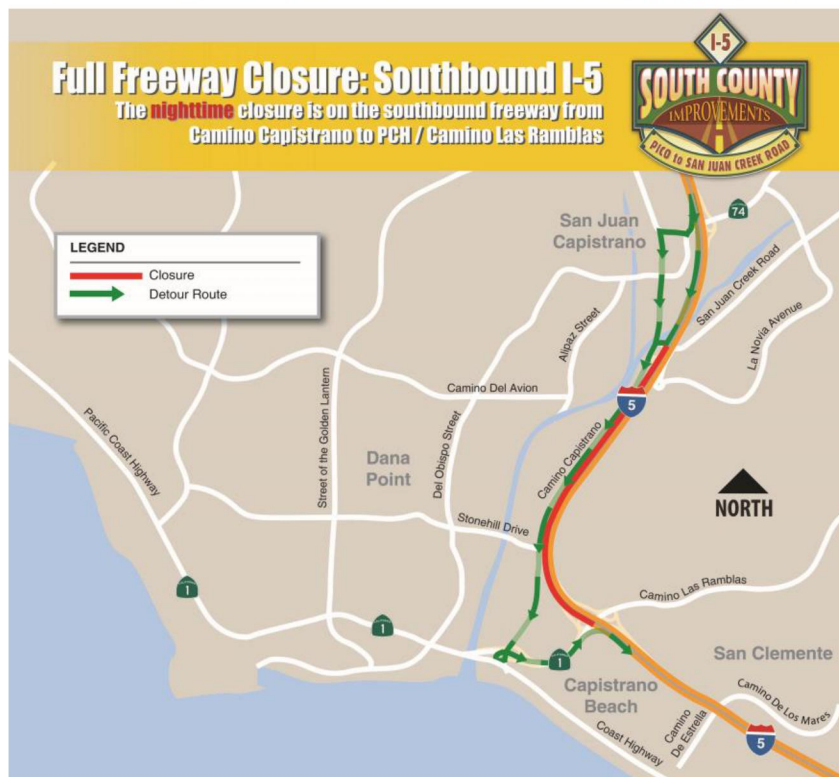 Full Freeway Closure: Southbound I-5
The nighttime closure is on the southbound freeway from
Camino Capistrano to PCH / Camino Las Ramblas
I-5
SOUTH COUNTY
IMPROVEMENTS
PICO to SAN JUAN CREEK ROAD
LEGEND
Closure
Detour Route
San Juan
Capistrano
74
San Juan Creek Road
La Novia Avenue
Alipaz Street
Camino Del Avion
5
Pacific Coast Highway
Street of the Golden Lantern
Del Obispo Street
Camino Capistrano
Dana
Point
Stonehill Drive
NORTH
Camino Las Ramblas
1
1
1
San Clemente
Capistrano
Beach
Coast Highway
Camino
De Estrella
Camino De Los Mares
5